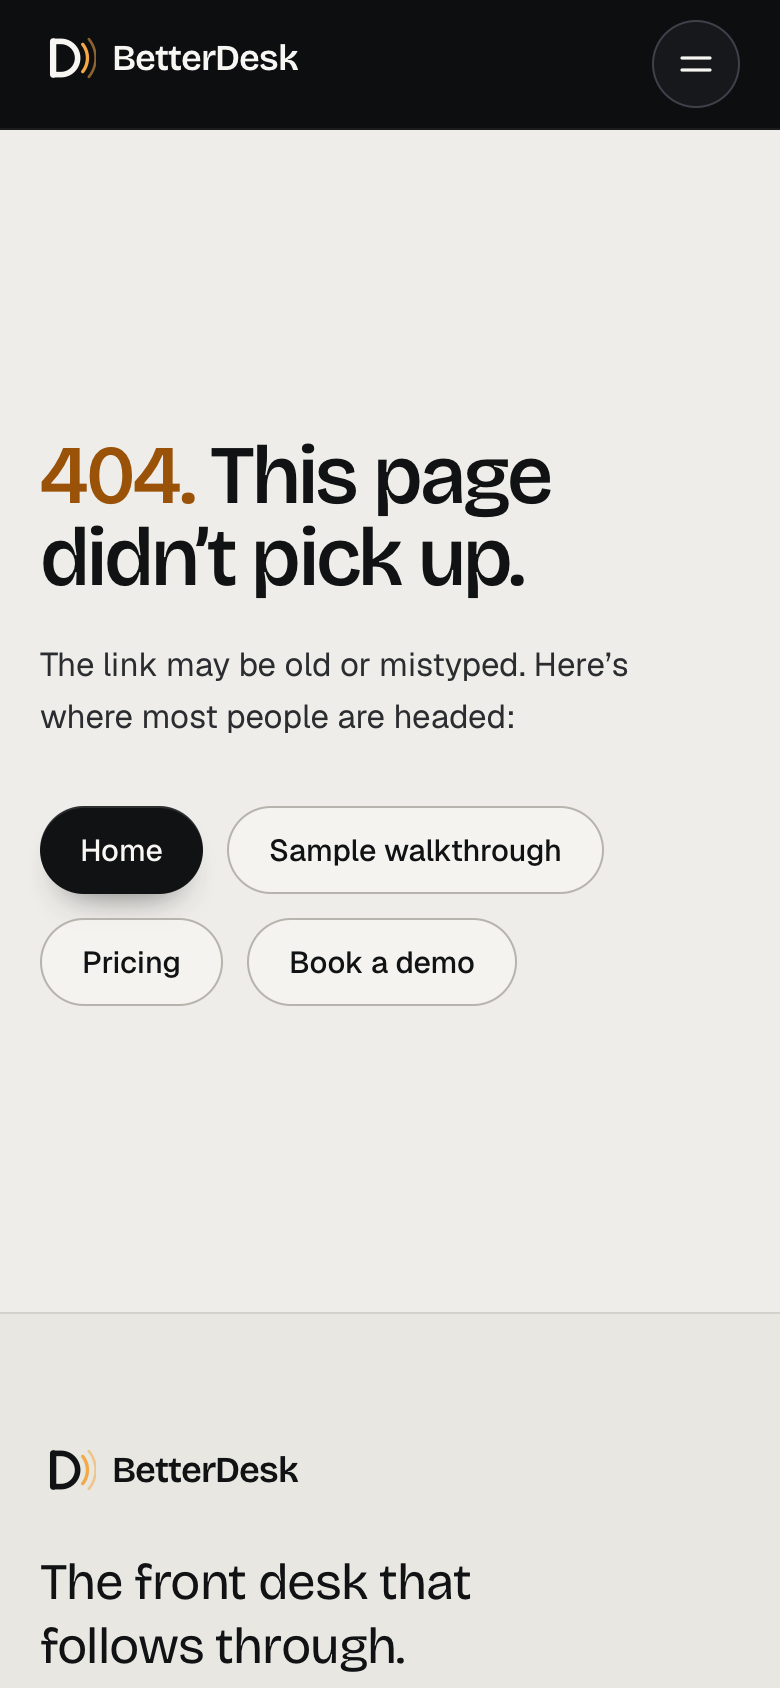 BetterDesk
404. This page
didn’t pick up.
The link may be old or mistyped. Here’s
where most people are headed:
Home
Sample walkthrough
Pricing
Book a demo
BetterDesk
The front desk that
follows through.